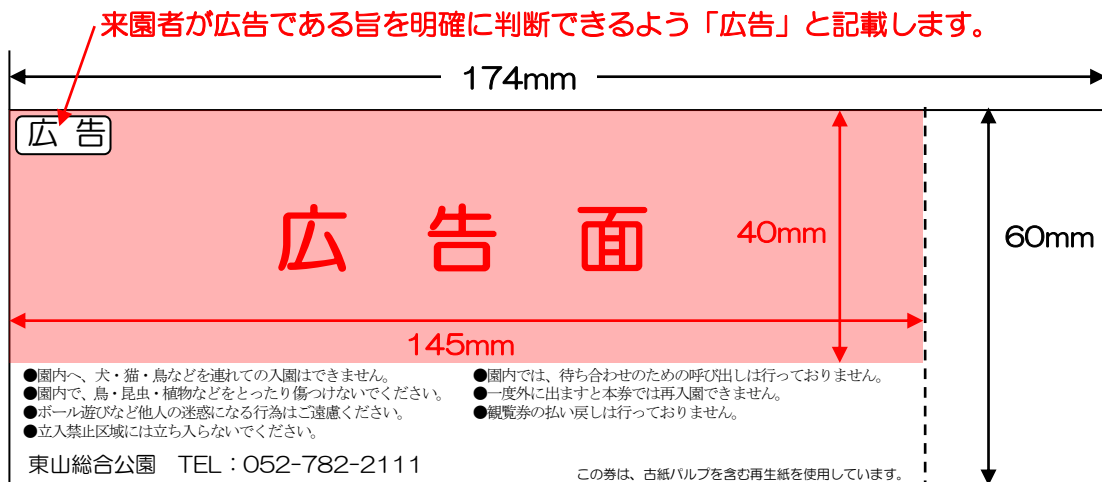 来園者が広告である旨を明確に判断できるよう「広告」と記載します。
174mm
広 告
広 告 面
40mm
60mm
145mm
●園内へ、犬・猫・鳥などを連れての入園はできません。
●園内で、鳥・昆虫・植物などをとったり傷つけないでください。
●ボール遊びなど他人の迷惑になる行為はご遠慮ください。
●立入禁止区域には立ち入らないでください。
●園内では、待ち合わせのための呼び出しは行っておりません。
●一度外に出ますと本券では再入園できません。
●観覧券の払い戻しは行っておりません。
東山総合公園 TEL：052-782-2111
この券は、古紙パルプを含む再生紙を使用しています。